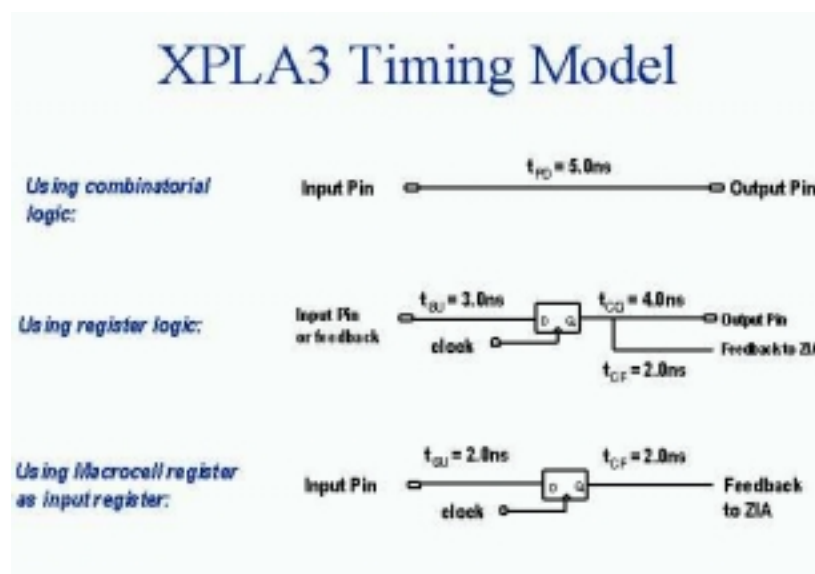 XPLA3 Timing Model
Using combinatorial
logic:
Input Pin
tPD = 5.0ns
Output Pin
Using register logic:
Input Pin
or feedback
tSU = 3.0ns
clock
D Q
tCO = 4.0ns
Output Pin
Feedback to ZIA
tCF = 2.0ns
Using Macrocell register
as input register:
Input Pin
tSU = 2.0ns
clock
D Q
tCF = 2.0ns
Feedback
to ZIA